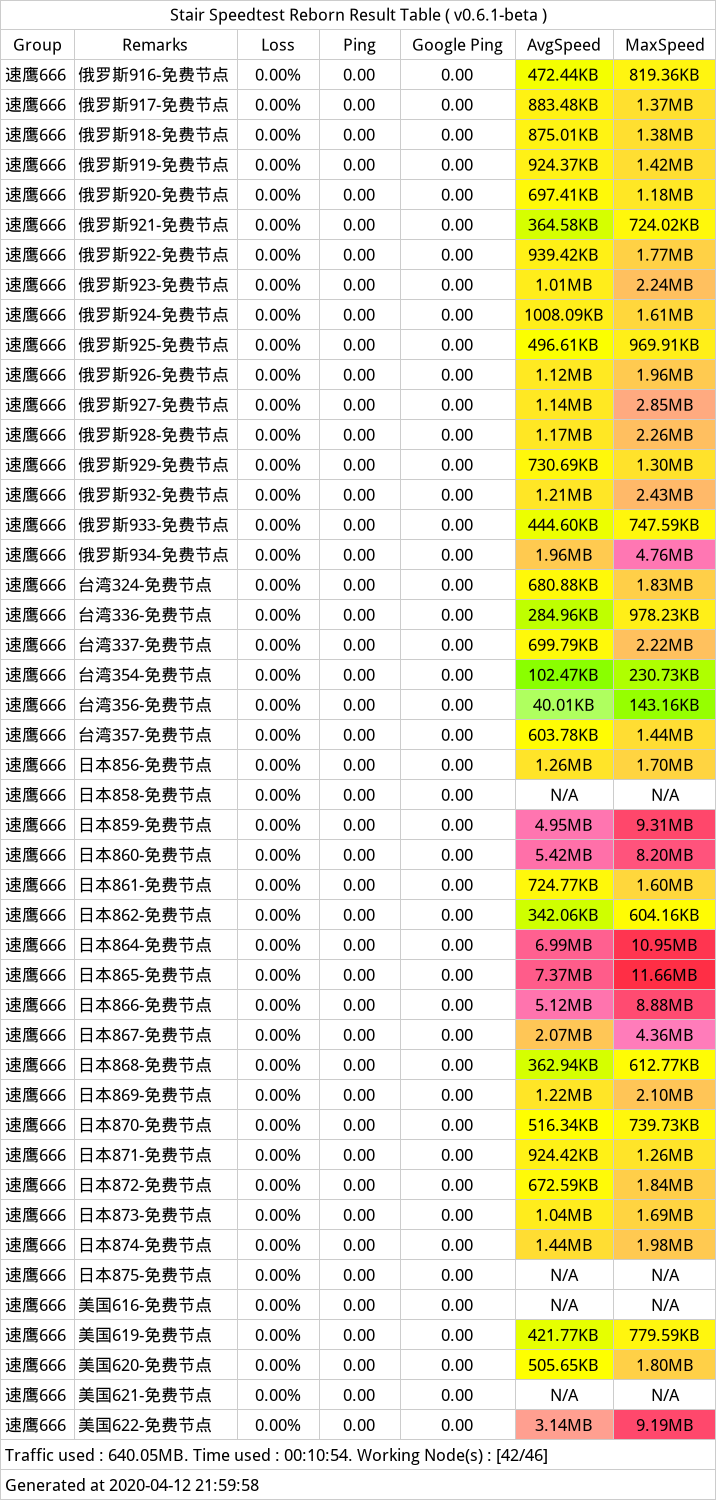 Stair Speedtest Reborn Result Table ( v0.6.1-beta )
Group Remarks Loss Ping Google Ping AvgSpeed MaxSpeed
速鹰666 俄罗斯916-免费节点 0.00% 0.00 0.00 472.44KB 819.36KB
速鹰666 俄罗斯917-免费节点 0.00% 0.00 0.00 883.48KB 1.37MB
速鹰666 俄罗斯918-免费节点 0.00% 0.00 0.00 875.01KB 1.38MB
速鹰666 俄罗斯919-免费节点 0.00% 0.00 0.00 924.37KB 1.42MB
速鹰666 俄罗斯920-免费节点 0.00% 0.00 0.00 697.41KB 1.18MB
速鹰666 俄罗斯921-免费节点 0.00% 0.00 0.00 364.58KB 724.02KB
速鹰666 俄罗斯922-免费节点 0.00% 0.00 0.00 939.42KB 1.77MB
速鹰666 俄罗斯923-免费节点 0.00% 0.00 0.00 1.01MB 2.24MB
速鹰666 俄罗斯924-免费节点 0.00% 0.00 0.00 1008.09KB 1.61MB
速鹰666 俄罗斯925-免费节点 0.00% 0.00 0.00 496.61KB 969.91KB
速鹰666 俄罗斯926-免费节点 0.00% 0.00 0.00 1.12MB 1.96MB
速鹰666 俄罗斯927-免费节点 0.00% 0.00 0.00 1.14MB 2.85MB
速鹰666 俄罗斯928-免费节点 0.00% 0.00 0.00 1.17MB 2.26MB
速鹰666 俄罗斯929-免费节点 0.00% 0.00 0.00 730.69KB 1.30MB
速鹰666 俄罗斯932-免费节点 0.00% 0.00 0.00 1.21MB 2.43MB
速鹰666 俄罗斯933-免费节点 0.00% 0.00 0.00 444.60KB 747.59KB
速鹰666 俄罗斯934-免费节点 0.00% 0.00 0.00 1.96MB 4.76MB
速鹰666 台湾324-免费节点 0.00% 0.00 0.00 680.88KB 1.83MB
速鹰666 台湾336-免费节点 0.00% 0.00 0.00 284.96KB 978.23KB
速鹰666 台湾337-免费节点 0.00% 0.00 0.00 699.79KB 2.22MB
速鹰666 台湾354-免费节点 0.00% 0.00 0.00 102.47KB 230.73KB
速鹰666 台湾356-免费节点 0.00% 0.00 0.00 40.01KB 143.16KB
速鹰666 台湾357-免费节点 0.00% 0.00 0.00 603.78KB 1.44MB
速鹰666 日本856-免费节点 0.00% 0.00 0.00 1.26MB 1.70MB
速鹰666 日本858-免费节点 0.00% 0.00 0.00 N/A N/A
速鹰666 日本859-免费节点 0.00% 0.00 0.00 4.95MB 9.31MB
速鹰666 日本860-免费节点 0.00% 0.00 0.00 5.42MB 8.20MB
速鹰666 日本861-免费节点 0.00% 0.00 0.00 724.77KB 1.60MB
速鹰666 日本862-免费节点 0.00% 0.00 0.00 342.06KB 604.16KB
速鹰666 日本864-免费节点 0.00% 0.00 0.00 6.99MB 10.95MB
速鹰666 日本865-免费节点 0.00% 0.00 0.00 7.37MB 11.66MB
速鹰666 日本866-免费节点 0.00% 0.00 0.00 5.12MB 8.88MB
速鹰666 日本867-免费节点 0.00% 0.00 0.00 2.07MB 4.36MB
速鹰666 日本868-免费节点 0.00% 0.00 0.00 362.94KB 612.77KB
速鹰666 日本869-免费节点 0.00% 0.00 0.00 1.22MB 2.10MB
速鹰666 日本870-免费节点 0.00% 0.00 0.00 516.34KB 739.73KB
速鹰666 日本871-免费节点 0.00% 0.00 0.00 924.42KB 1.26MB
速鹰666 日本872-免费节点 0.00% 0.00 0.00 672.59KB 1.84MB
速鹰666 日本873-免费节点 0.00% 0.00 0.00 1.04MB 1.69MB
速鹰666 日本874-免费节点 0.00% 0.00 0.00 1.44MB 1.98MB
速鹰666 日本875-免费节点 0.00% 0.00 0.00 N/A N/A
速鹰666 美国616-免费节点 0.00% 0.00 0.00 N/A N/A
速鹰666 美国619-免费节点 0.00% 0.00 0.00 421.77KB 779.59KB
速鹰666 美国620-免费节点 0.00% 0.00 0.00 505.65KB 1.80MB
速鹰666 美国621-免费节点 0.00% 0.00 0.00 N/A N/A
速鹰666 美国622-免费节点 0.00% 0.00 0.00 3.14MB 9.19MB
Traffic used : 640.05MB. Time used : 00:10:54. Working Node(s) : [42/46]
Generated at 2020-04-12 21:59:58